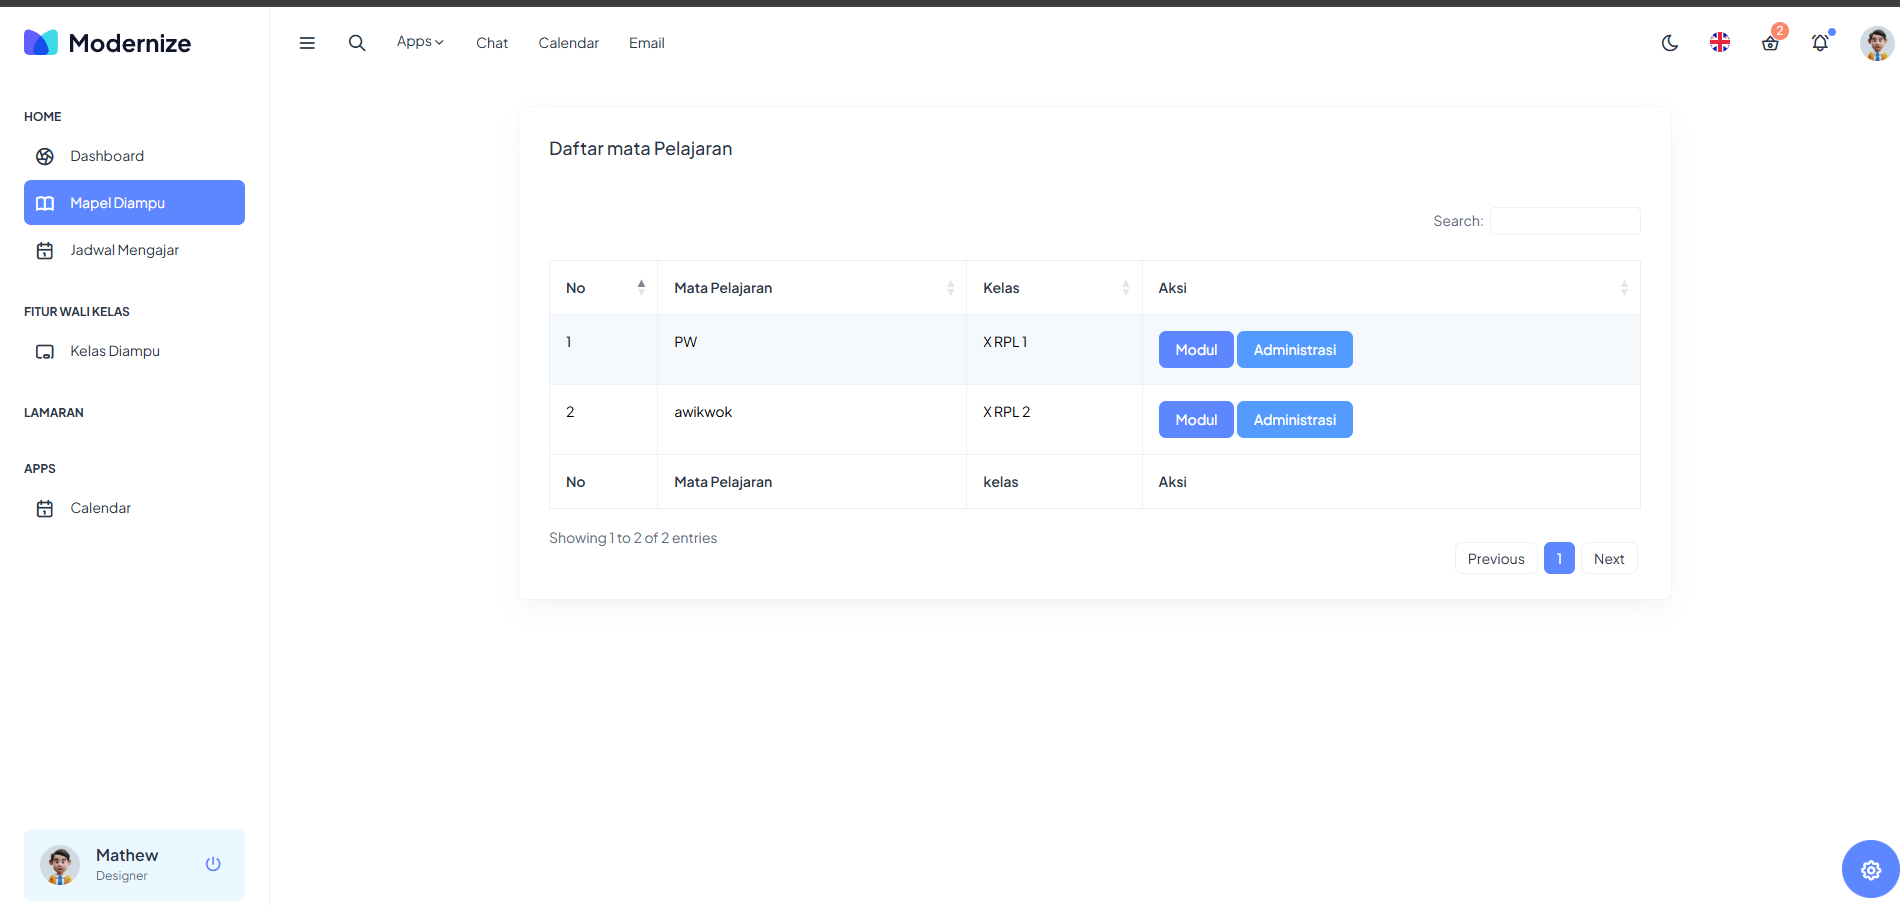 Modernize
Apps
Chat
Calendar
Email
2
HOME
Dashboard
Mapel Diampu
Jadwal Mengajar
FITUR WALI KELAS
Kelas Diampu
LAMARAN
APPS
Calendar
Mathew
Designer
Daftar mata Pelajaran
Search:
No Mata Pelajaran Kelas Aksi
1 PW X RPL 1 Modul Administrasi
2 awikwok X RPL 2 Modul Administrasi
No Mata Pelajaran kelas Aksi
Showing 1 to 2 of 2 entries
Previous 1 Next